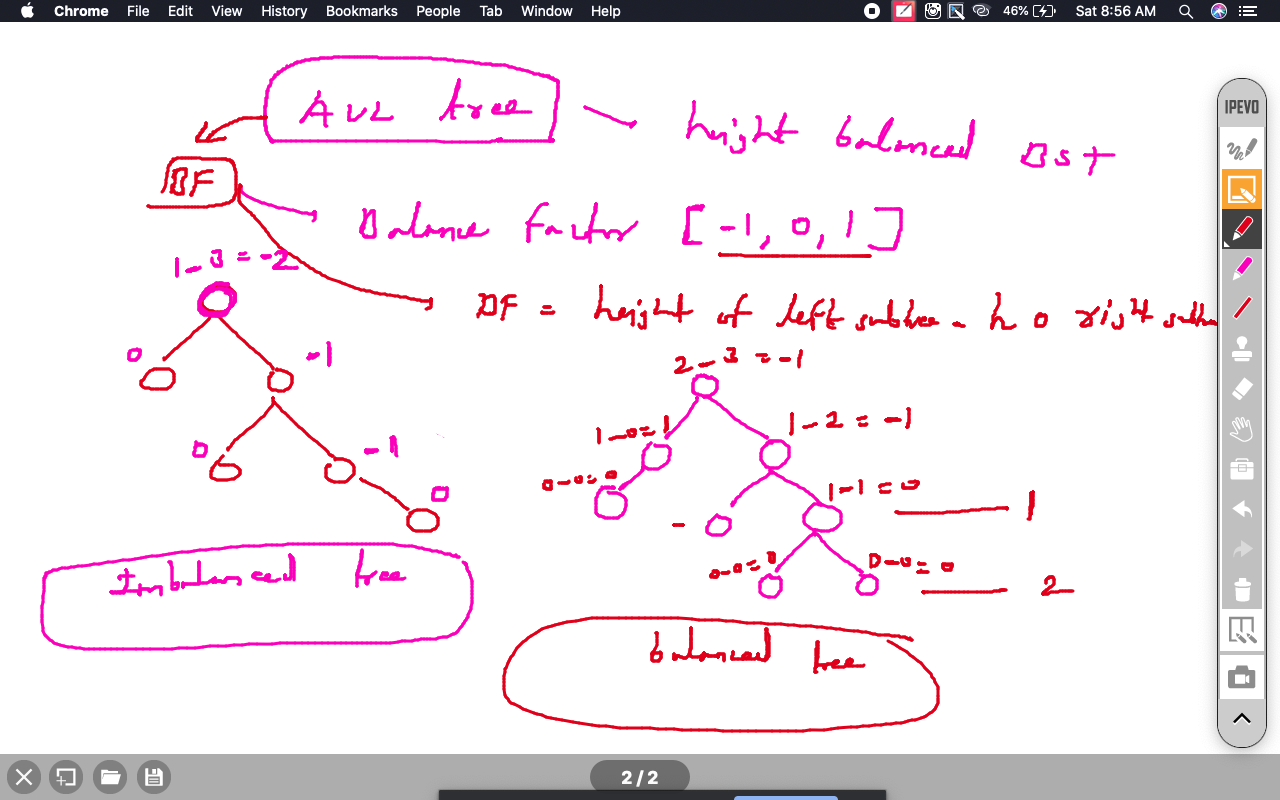 Chrome File Edit View History Bookmarks People Tab Window Help 46% Sat 8:56 AM
IPEVO
AVL tree height balanced BST
BF
Balance Factor [-1, 0, 1]
1 - 3 = -2
BF = height of left subtree - h o right
0 -1
0 -1
0
Imbalanced tree
2 - 3 = -1
1 - 0 = 1 1 - 2 = -1
0 - 0 = 0 1 - 1 = 0 1
-
0 - 0 = 0 0 - 0 = 0 2
balanced tree
2 / 2